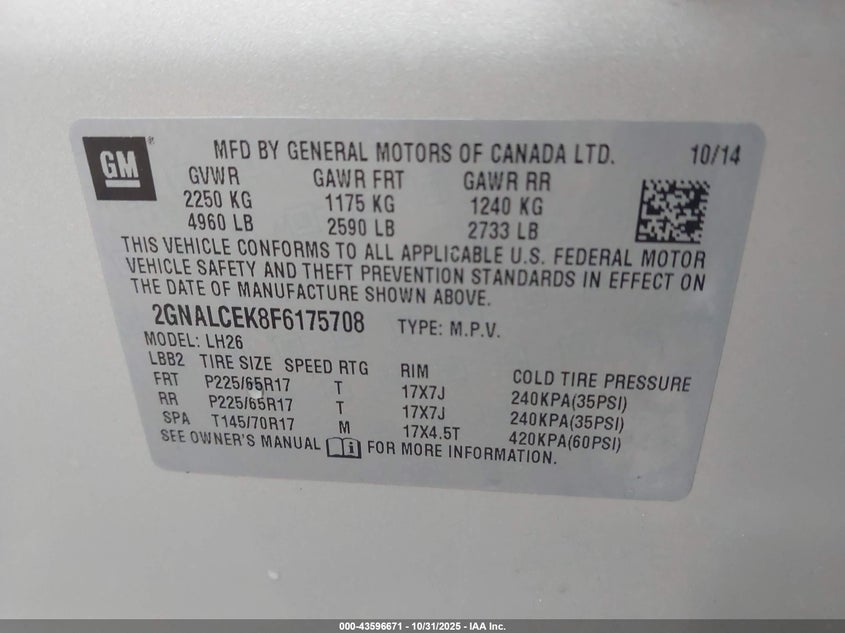 GM® MFD BY GENERAL MOTORS OF CANADA LTD. 10/14
GVWR GAWR FRT GAWR RR
2250 KG 1175 KG 1240 KG
4960 LB 2590 LB 2733 LB
THIS VEHICLE CONFORMS TO ALL APPLICABLE U.S. FEDERAL MOTOR
VEHICLE SAFETY AND THEFT PREVENTION STANDARDS IN EFFECT ON
THE DATE OF MANUFACTURE SHOWN ABOVE.
2GNALCEK8F6175708 TYPE: M.P.V.
MODEL: LH26
LBB2 TIRE SIZE SPEED RTG RIM COLD TIRE PRESSURE
FRT P225/65R17 T 17X7J 240KPA(35PSI)
RR P225/65R17 T 17X7J 240KPA(35PSI)
SPA T145/70R17 M 17X4.5T 420KPA(60PSI)
SEE OWNER'S MANUAL i FOR MORE INFORMATION.
000-43596671 - 10/31/2025 - IAA Inc.